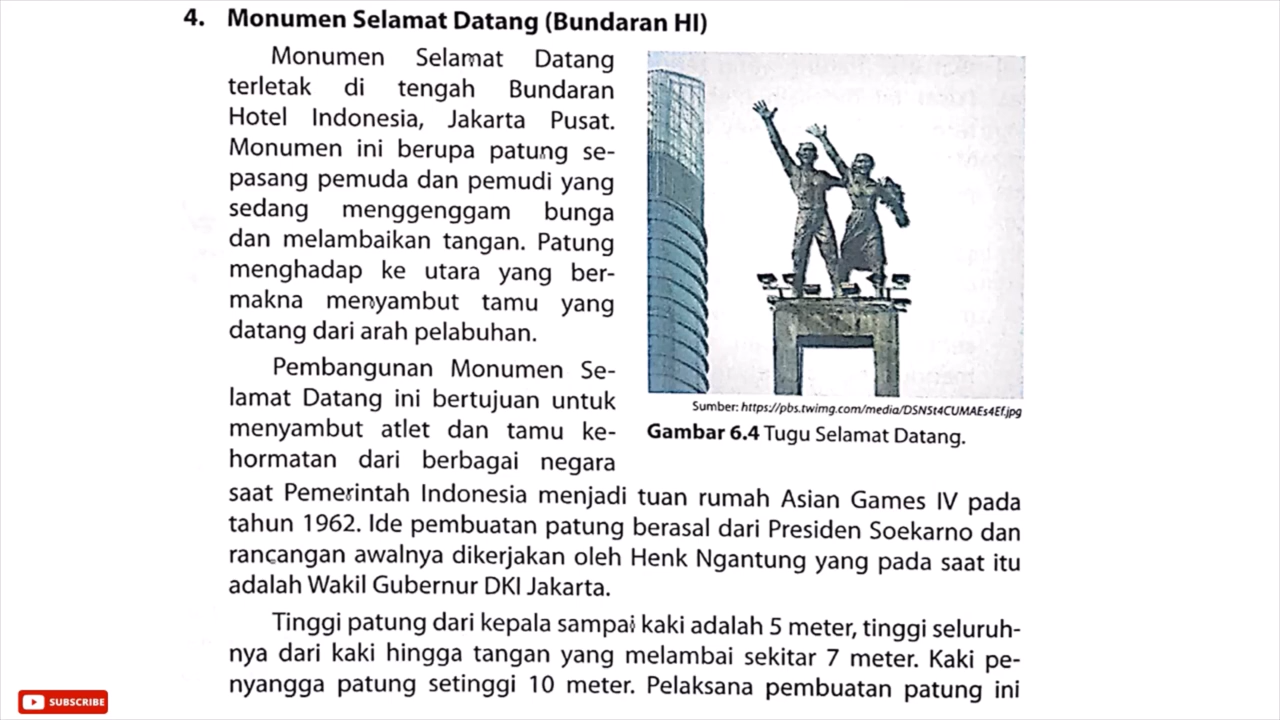 4. Monumen Selamat Datang (Bundaran HI)
Monumen Selamat Datang
terletak di tengah Bundaran
Hotel Indonesia, Jakarta Pusat.
Monumen ini berupa patung se-
pasang pemuda dan pemudi yang
sedang menggenggam bunga
dan melambaikan tangan. Patung
menghadap ke utara yang ber-
makna menyambut tamu yang
datang dari arah pelabuhan.
Pembangunan Monumen Se-
lamat Datang ini bertujuan untuk
menyambut atlet dan tamu ke-
hormatan dari berbagai negara
Sumber: https://pbs.twimg.com/media/DSN5t4CUMAEs4Ef.jpg
Gambar 6.4 Tugu Selamat Datang.
saat Pemerintah Indonesia menjadi tuan rumah Asian Games IV pada
tahun 1962. Ide pembuatan patung berasal dari Presiden Soekarno dan
rancangan awalnya dikerjakan oleh Henk Ngantung yang pada saat itu
adalah Wakil Gubernur DKI Jakarta.
Tinggi patung dari kepala sampai kaki adalah 5 meter, tinggi seluruh-
nya dari kaki hingga tangan yang melambai sekitar 7 meter. Kaki pe-
nyangga patung setinggi 10 meter. Pelaksana pembuatan patung ini
SUBSCRIBE